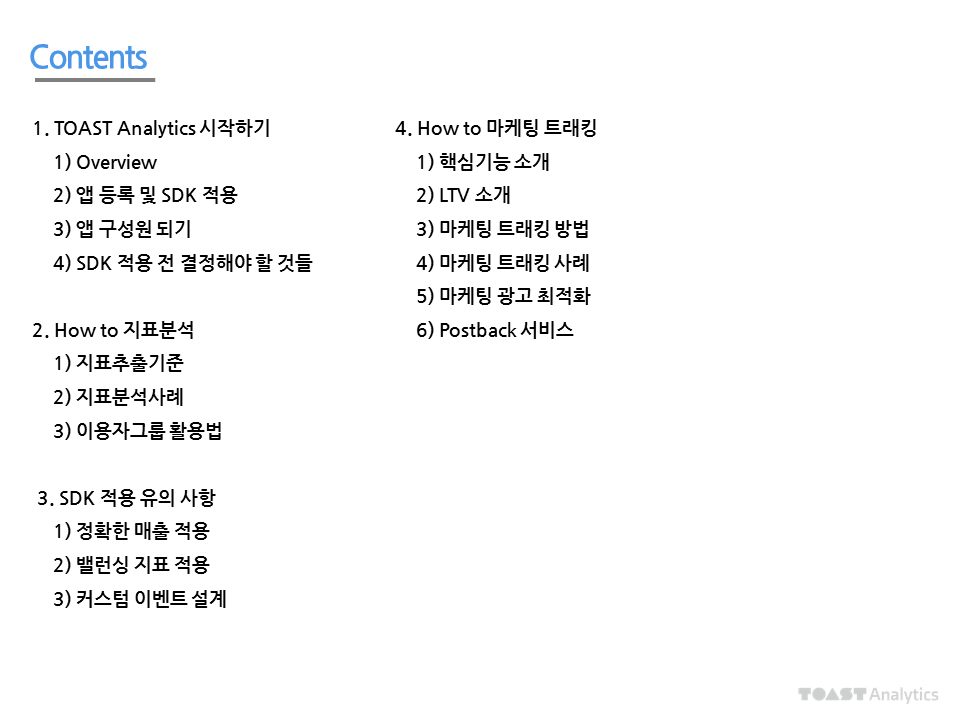 Contents
1. TOAST Analytics 시작하기
1) Overview
2) 앱 등록 및 SDK 적용
3) 앱 구성원 되기
4) SDK 적용 전 결정해야 할 것들
2. How to 지표분석
1) 지표추출기준
2) 지표분석사례
3) 이용자그룹 활용법
3. SDK 적용 유의 사항
1) 정확한 매출 적용
2) 밸런싱 지표 적용
3) 커스텀 이벤트 설계
4. How to 마케팅 트래킹
1) 핵심기능 소개
2) LTV 소개
3) 마케팅 트래킹 방법
4) 마케팅 트래킹 사례
5) 마케팅 광고 최적화
6) Postback 서비스
TOAST Analytics